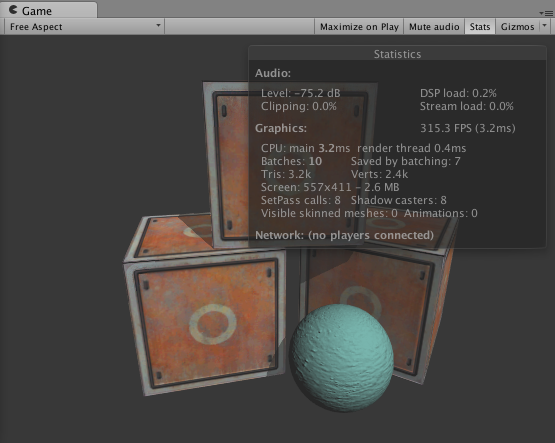 Game
Free Aspect Maximize on Play Mute audio Stats Gizmos
Statistics
Audio:
Level: -75.2 dB DSP load: 0.2%
Clipping: 0.0% Stream load: 0.0%
Graphics: 315.3 FPS (3.2ms)
CPU: main 3.2ms render thread 0.4ms
Batches: 10 Saved by batching: 7
Tris: 3.2k Verts: 2.4k
Screen: 557x411 - 2.6 MB
SetPass calls: 8 Shadow casters: 8
Visible skinned meshes: 0 Animations: 0
Network: (no players connected)